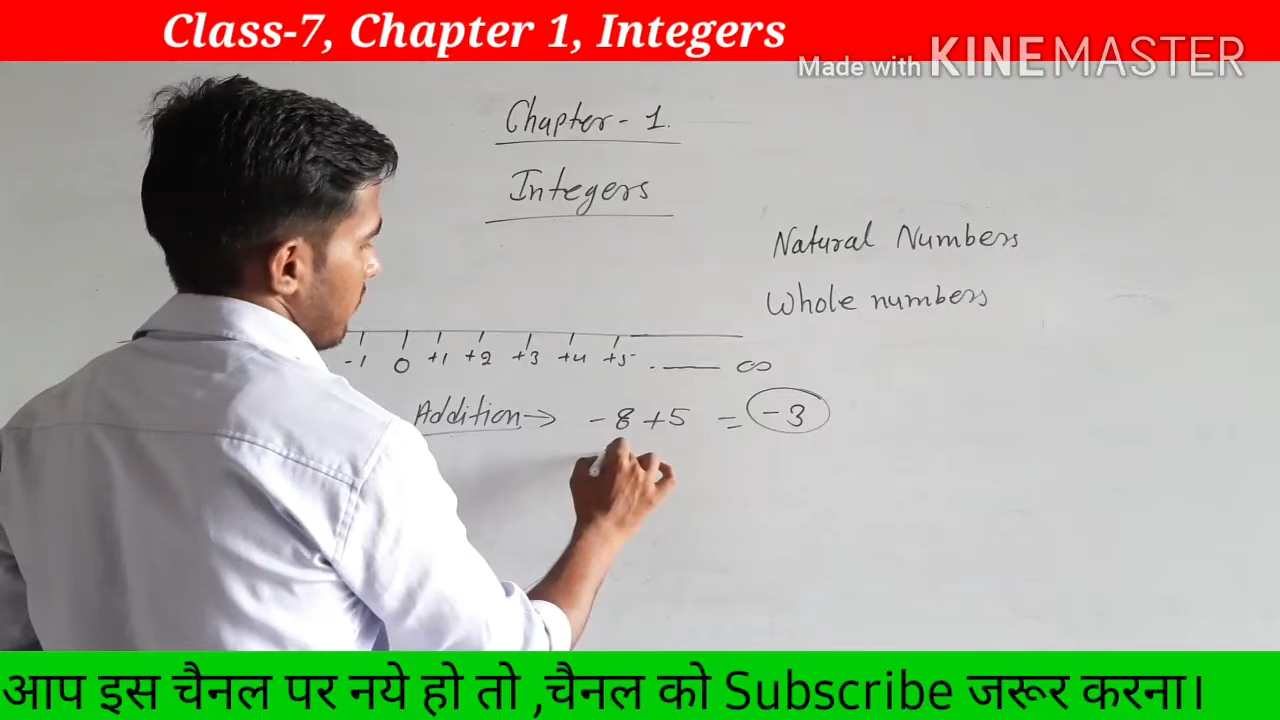 Class-7, Chapter 1, Integers
Made with KINEMASTER
Chapter - 1.
Integers
Natural Numbers
Whole numbers
-1 0 +1 +2 +3 +4 +5 . —— ∞
Addition → -8 +5 = -3
आप इस चैनल पर नये हो तो ,चैनल को Subscribe जरूर करना।